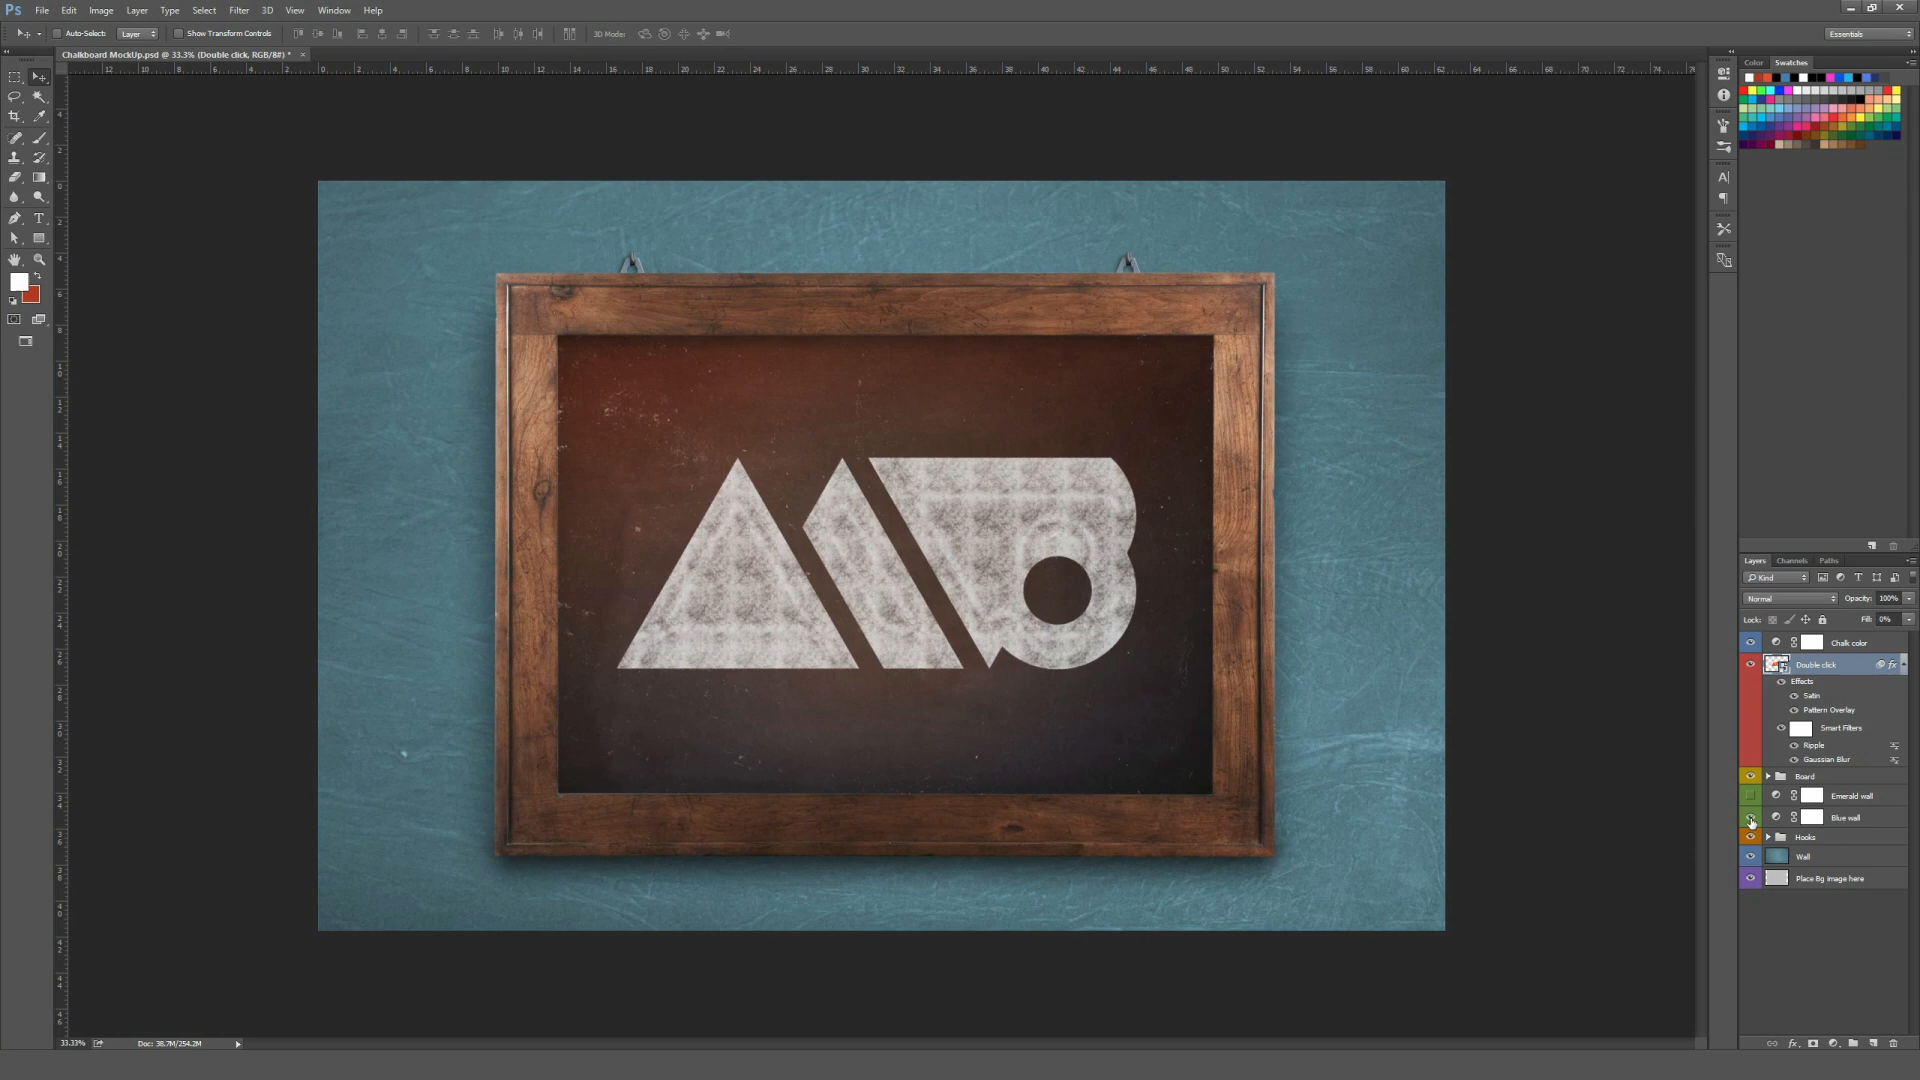 Ps File Edit Image Layer Type Select Filter 3D View Window Help
Auto-Select: Layer Show Transform Controls 3D Mode: Essentials
Chalkboard MockUp.psd @ 33.3% (Double click, RGB/8#) * ×
Color Swatches
Layers Channels Paths
Kind
Normal Opacity: 100%
Lock: Fill: 0%
Chalk color
Double click fx
Effects
Satin
Pattern Overlay
Smart Filters
Ripple
Gaussian Blur
Board
Emerald wall
Blue wall
Hooks
Wall
Place Bg image here
33.33% Doc: 38.7M/254.2M